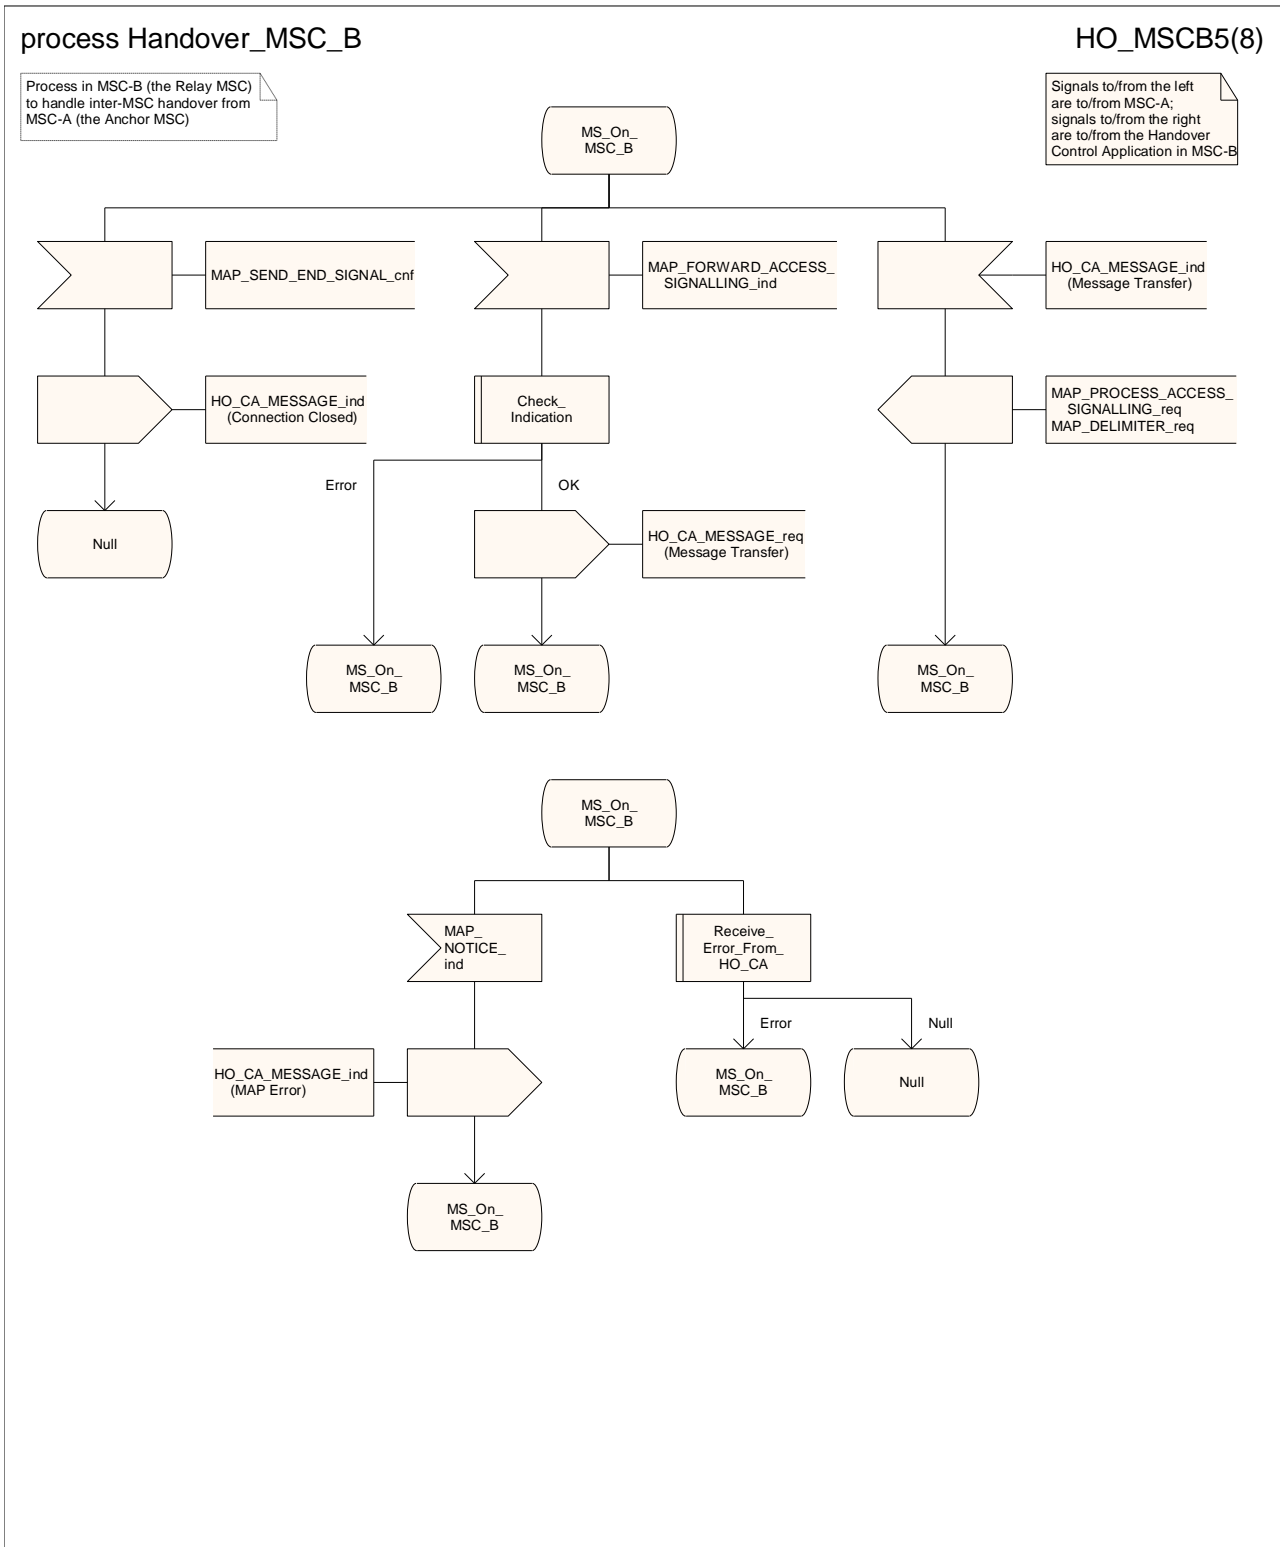 process Handover_MSC_B
HO_MSCB5(8)
Process in MSC-B (the Relay MSC)
to handle inter-MSC handover from
MSC-A (the Anchor MSC)
Signals to/from the left
are to/from MSC-A;
signals to/from the right
are to/from the Handover
Control Application in MSC-B
MS_On_
MSC_B
MAP_SEND_END_SIGNAL_cnf
MAP_FORWARD_ACCESS_
SIGNALLING_ind
HO_CA_MESSAGE_ind
(Message Transfer)
HO_CA_MESSAGE_ind
(Connection Closed)
Check_
Indication
MAP_PROCESS_ACCESS_
SIGNALLING_req
MAP_DELIMITER_req
Error
OK
Null
HO_CA_MESSAGE_req
(Message Transfer)
MS_On_
MSC_B
MS_On_
MSC_B
MS_On_
MSC_B
MS_On_
MSC_B
MAP_
NOTICE_
ind
Receive_
Error_From_
HO_CA
Error
Null
HO_CA_MESSAGE_ind
(MAP Error)
MS_On_
MSC_B
Null
MS_On_
MSC_B